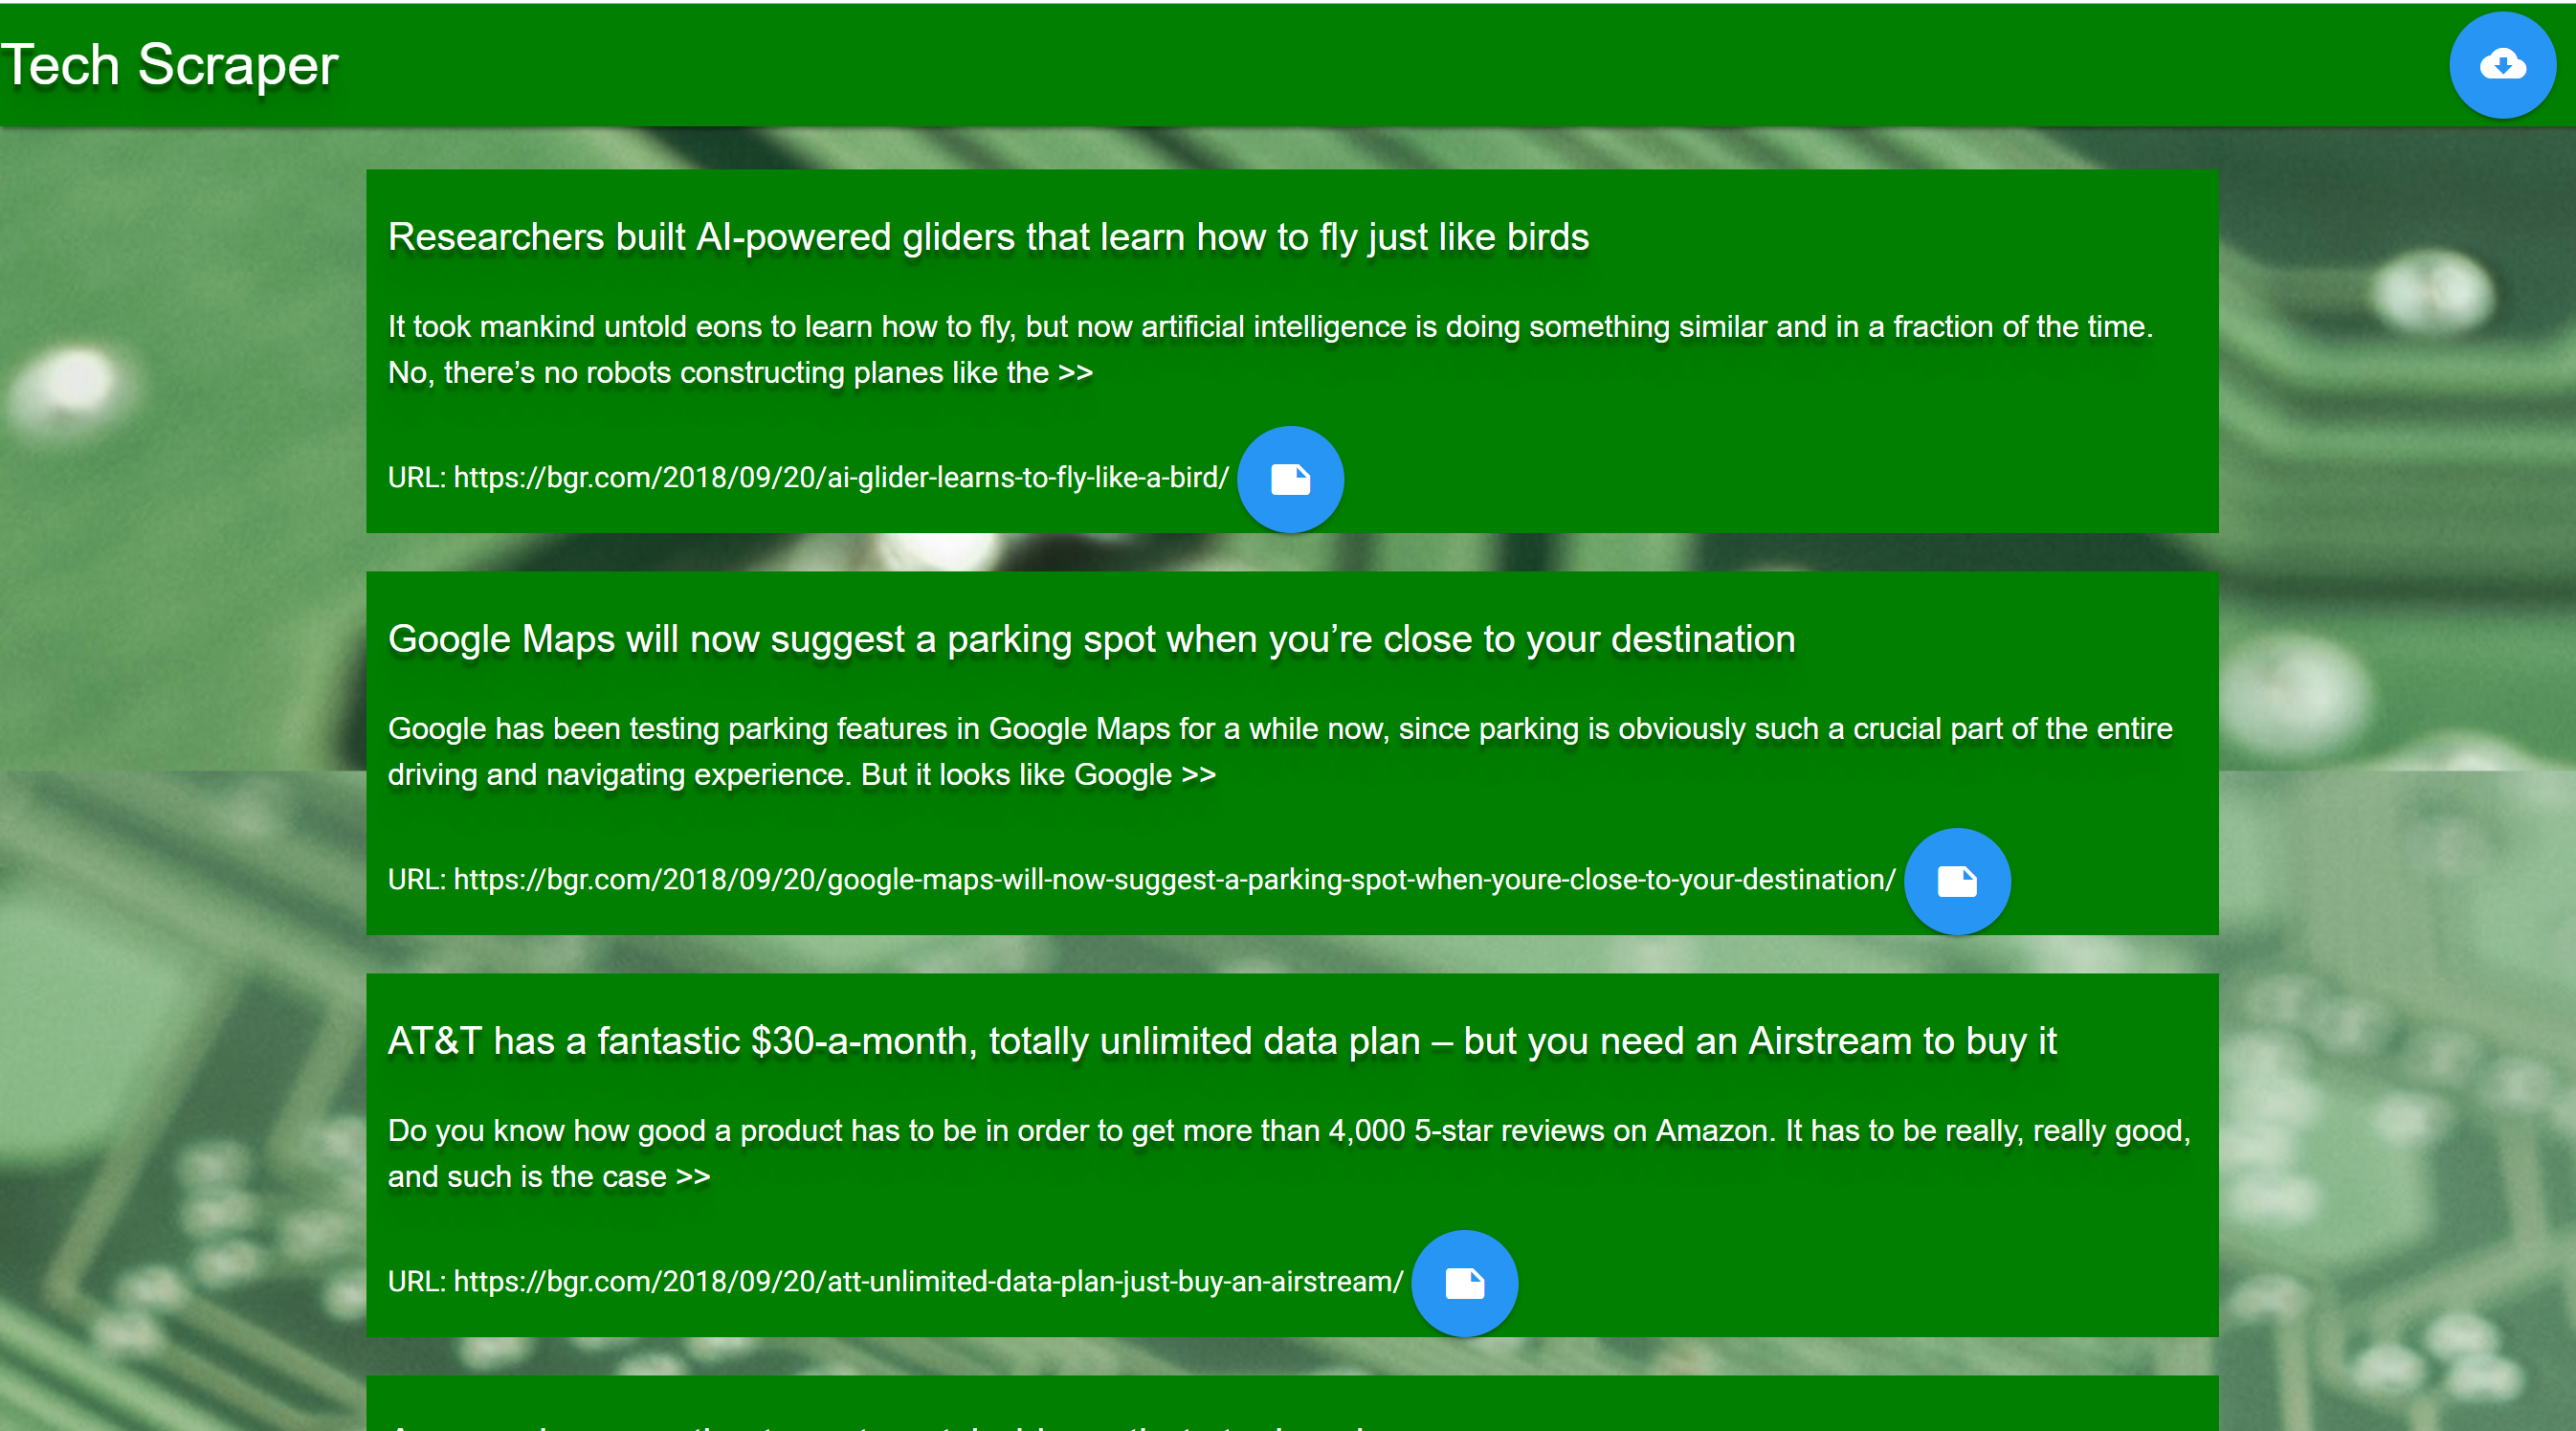 Tech Scraper
Researchers built AI-powered gliders that learn how to fly just like birds
It took mankind untold eons to learn how to fly, but now artificial intelligence is doing something similar and in a fraction of the time.
No, there’s no robots constructing planes like the >>
URL: https://bgr.com/2018/09/20/ai-glider-learns-to-fly-like-a-bird/
Google Maps will now suggest a parking spot when you’re close to your destination
Google has been testing parking features in Google Maps for a while now, since parking is obviously such a crucial part of the entire
driving and navigating experience. But it looks like Google >>
URL: https://bgr.com/2018/09/20/google-maps-will-now-suggest-a-parking-spot-when-youre-close-to-your-destination/
AT&T has a fantastic $30-a-month, totally unlimited data plan – but you need an Airstream to buy it
Do you know how good a product has to be in order to get more than 4,000 5-star reviews on Amazon. It has to be really, really good,
and such is the case >>
URL: https://bgr.com/2018/09/20/att-unlimited-data-plan-just-buy-an-airstream/